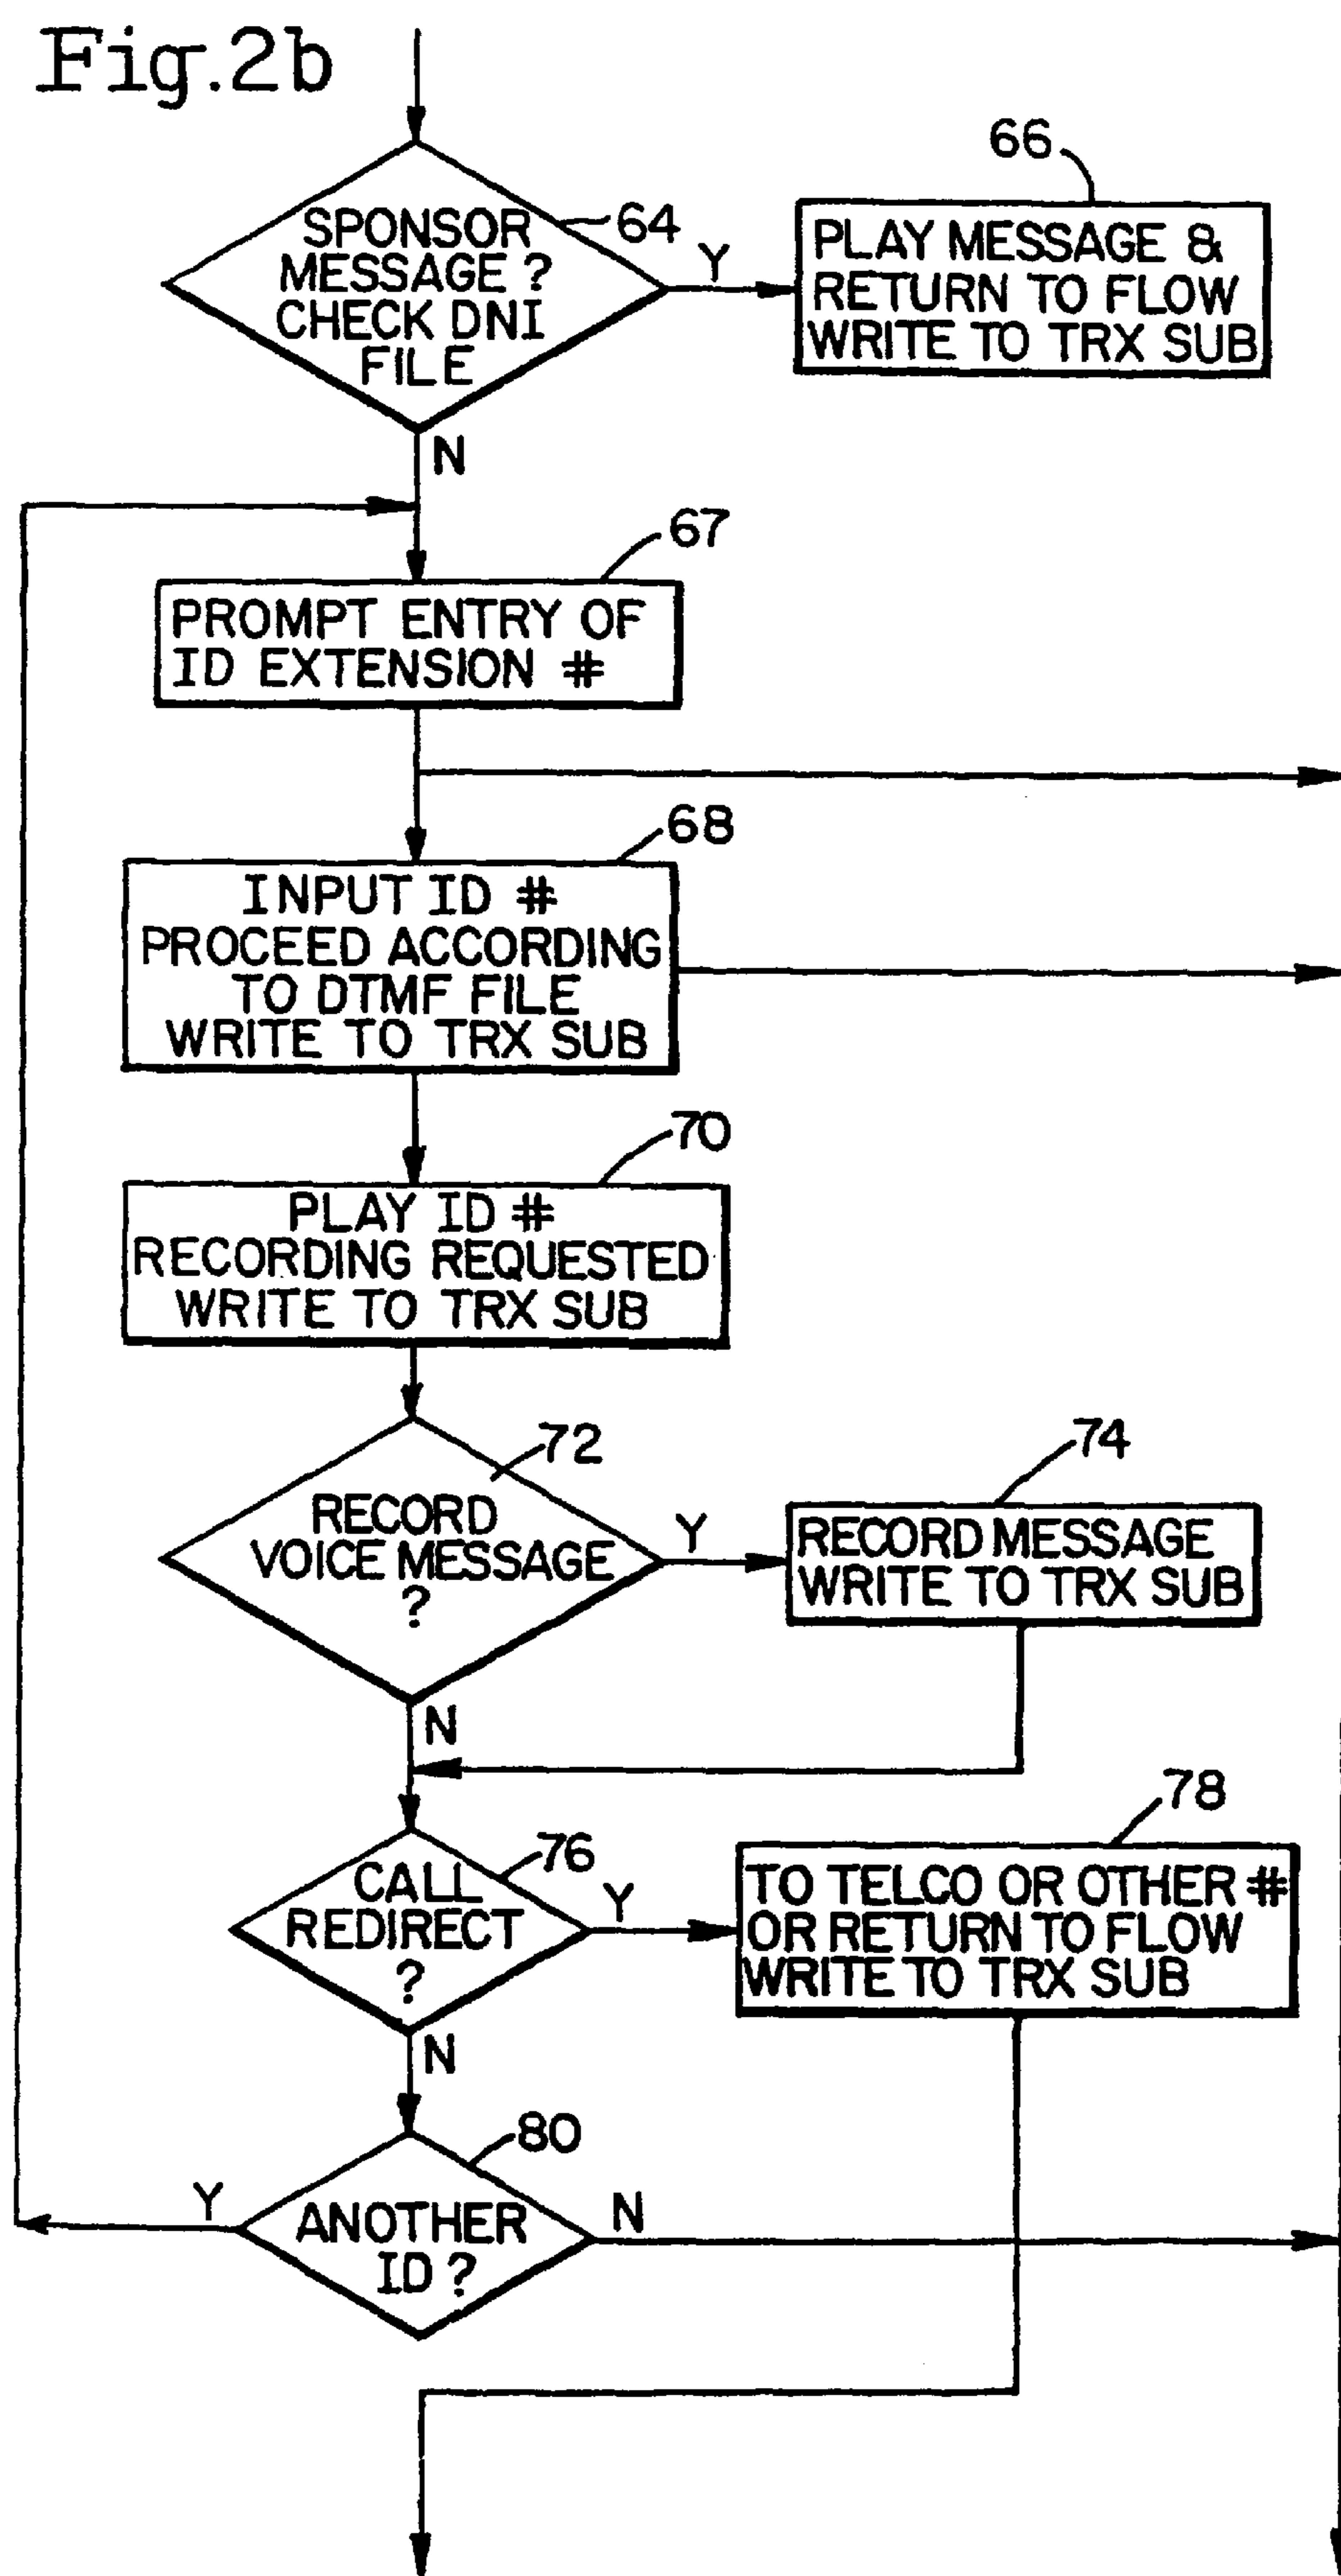 Fig.2b
66
64
SPONSOR
MESSAGE ?
CHECK DNI
FILE
Y
PLAY MESSAGE &
RETURN TO FLOW
WRITE TO TRX SUB
N
67
PROMPT ENTRY OF
ID EXTENSION #
68
INPUT ID #
PROCEED ACCORDING
TO DTMF FILE
WRITE TO TRX SUB
70
PLAY ID #
RECORDING REQUESTED
WRITE TO TRX SUB
72
74
RECORD
VOICE MESSAGE
?
Y
RECORD MESSAGE
WRITE TO TRX SUB
N
78
76
CALL
REDIRECT
?
Y
TO TELCO OR OTHER #
OR RETURN TO FLOW
WRITE TO TRX SUB
N
80
Y
ANOTHER
ID ?
N